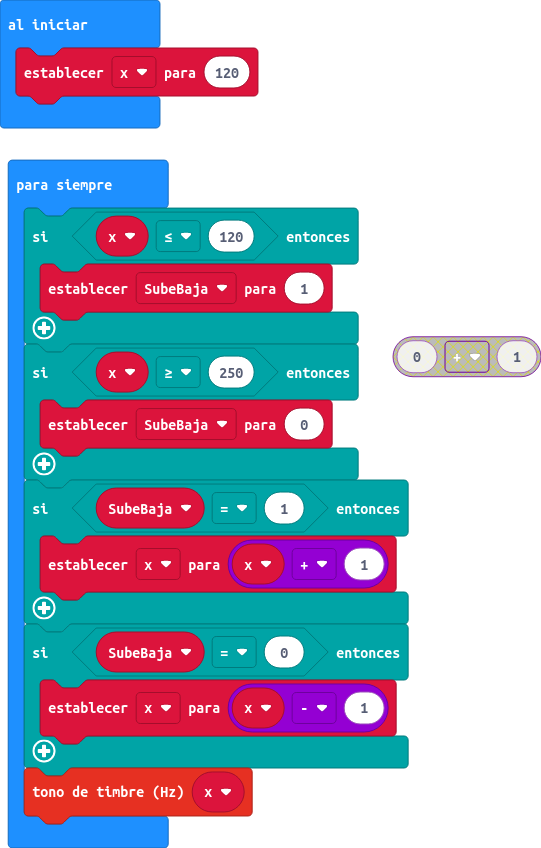 al iniciar
establecer x para 120
para siempre
si x ≤ 120 entonces
establecer SubeBaja para 1
si x ≥ 250 entonces
0 + 1
establecer SubeBaja para 0
si SubeBaja = 1 entonces
establecer x para x + 1
si SubeBaja = 0 entonces
establecer x para x - 1
tono de timbre (Hz) x